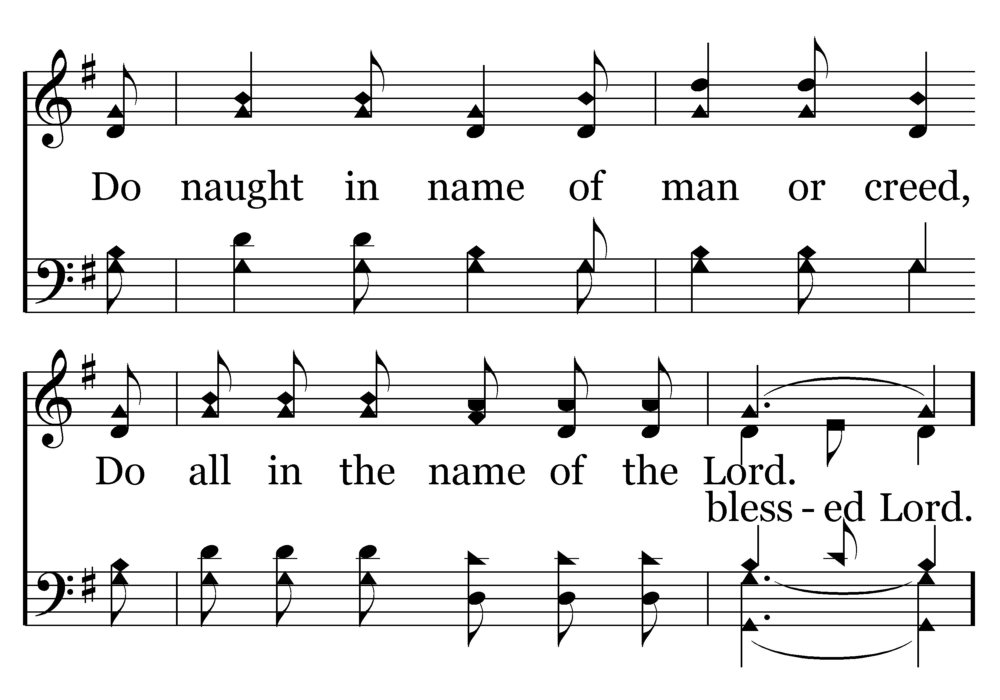 Do naught in name of man or creed,
Do all in the name of the Lord.
bless - ed Lord.